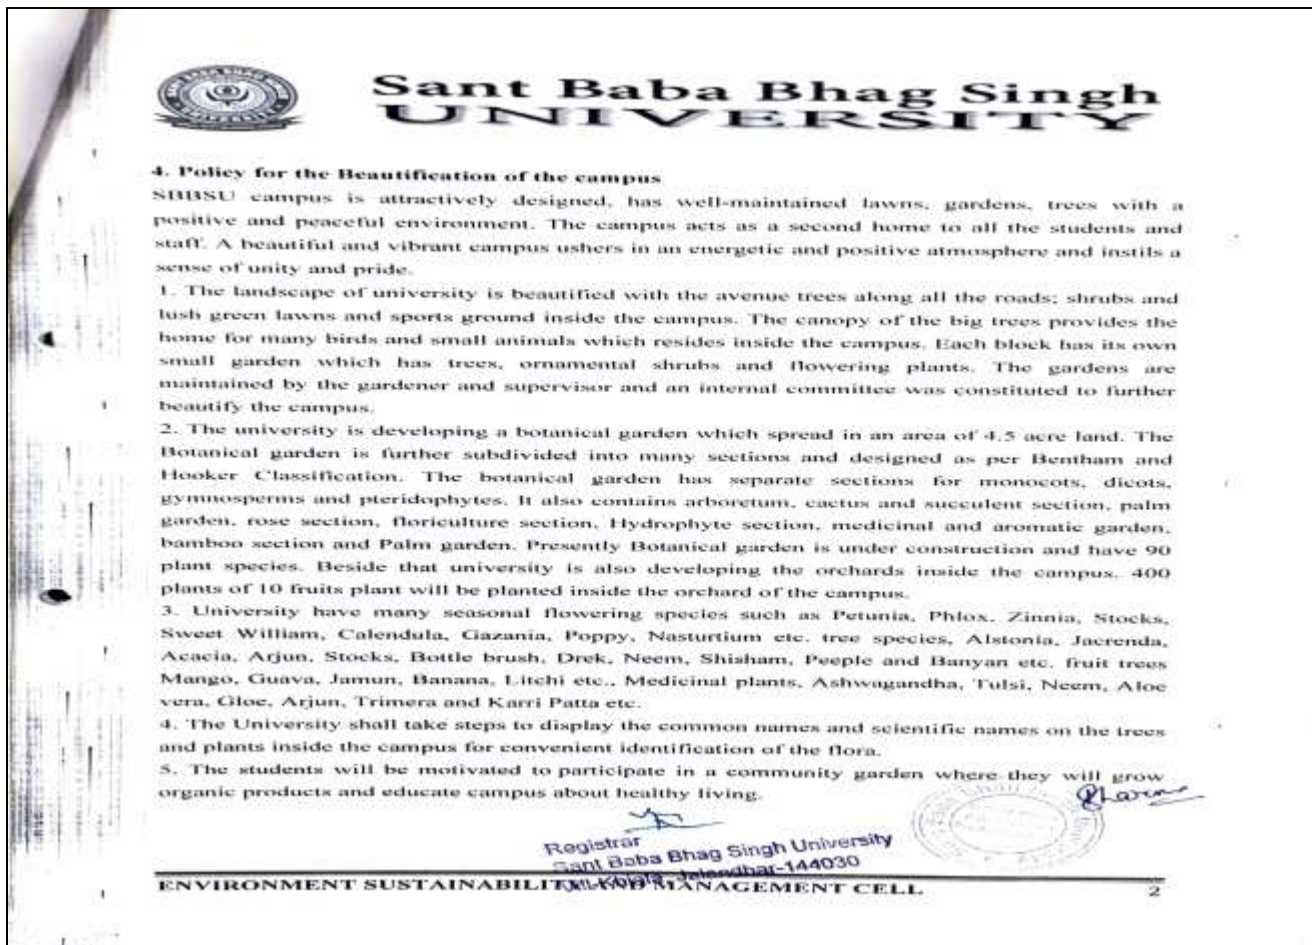 Sant Baba Bhag Singh
UNIVERSITY
4. Policy for the Beautification of the campus
SBBSU campus is attractively designed, has well-maintained lawns, gardens, trees with a
positive and peaceful environment. The campus acts as a second home to all the students and
staff. A beautiful and vibrant campus ushers in an energetic and positive atmosphere and instils a
sense of unity and pride.
1. The landscape of university is beautified with the avenue trees along all the roads; shrubs and
lush green lawns and sports ground inside the campus. The canopy of the big trees provides the
home for many birds and small animals which resides inside the campus. Each block has its own
small garden which has trees, ornamental shrubs and flowering plants. The gardens are
maintained by the gardener and supervisor and an internal committee was constituted to further
beautify the campus.
2. The university is developing a botanical garden which spread in an area of 4.5 acre land. The
Botanical garden is further subdivided into many sections and designed as per Bentham and
Hooker Classification. The botanical garden has separate sections for monocots, dicots,
gymnosperms and pteridophytes. It also contains arboretum, cactus and succulent section, palm
garden, rose section, floriculture section, Hydrophyte section, medicinal and aromatic garden,
bamboo section and Palm garden. Presently Botanical garden is under construction and have 90
plant species. Beside that university is also developing the orchards inside the campus. 400
plants of 10 fruits plant will be planted inside the orchard of the campus.
3. University have many seasonal flowering species such as Petunia, Phlox, Zinnia, Stocks,
Sweet William, Calendula, Gazania, Poppy, Nasturtium etc. tree species, Alstonia, Jacrenda,
Acacia, Arjun, Stocks, Bottle brush, Drek, Neem, Shisham, Peeple and Banyan etc. fruit trees
Mango, Guava, Jamun, Banana, Litchi etc., Medicinal plants, Ashwagandha, Tulsi, Neem, Aloe
vera, Gloe, Arjun, Trimera and Karri Patta etc.
4. The University shall take steps to display the common names and scientific names on the trees
and plants inside the campus for convenient identification of the flora.
5. The students will be motivated to participate in a community garden where they will grow
organic products and educate campus about healthy living.
Registrar
Sant Baba Bhag Singh University
Jalandhar-144030
ENVIRONMENT SUSTAINABILITY AND MANAGEMENT CELL 2